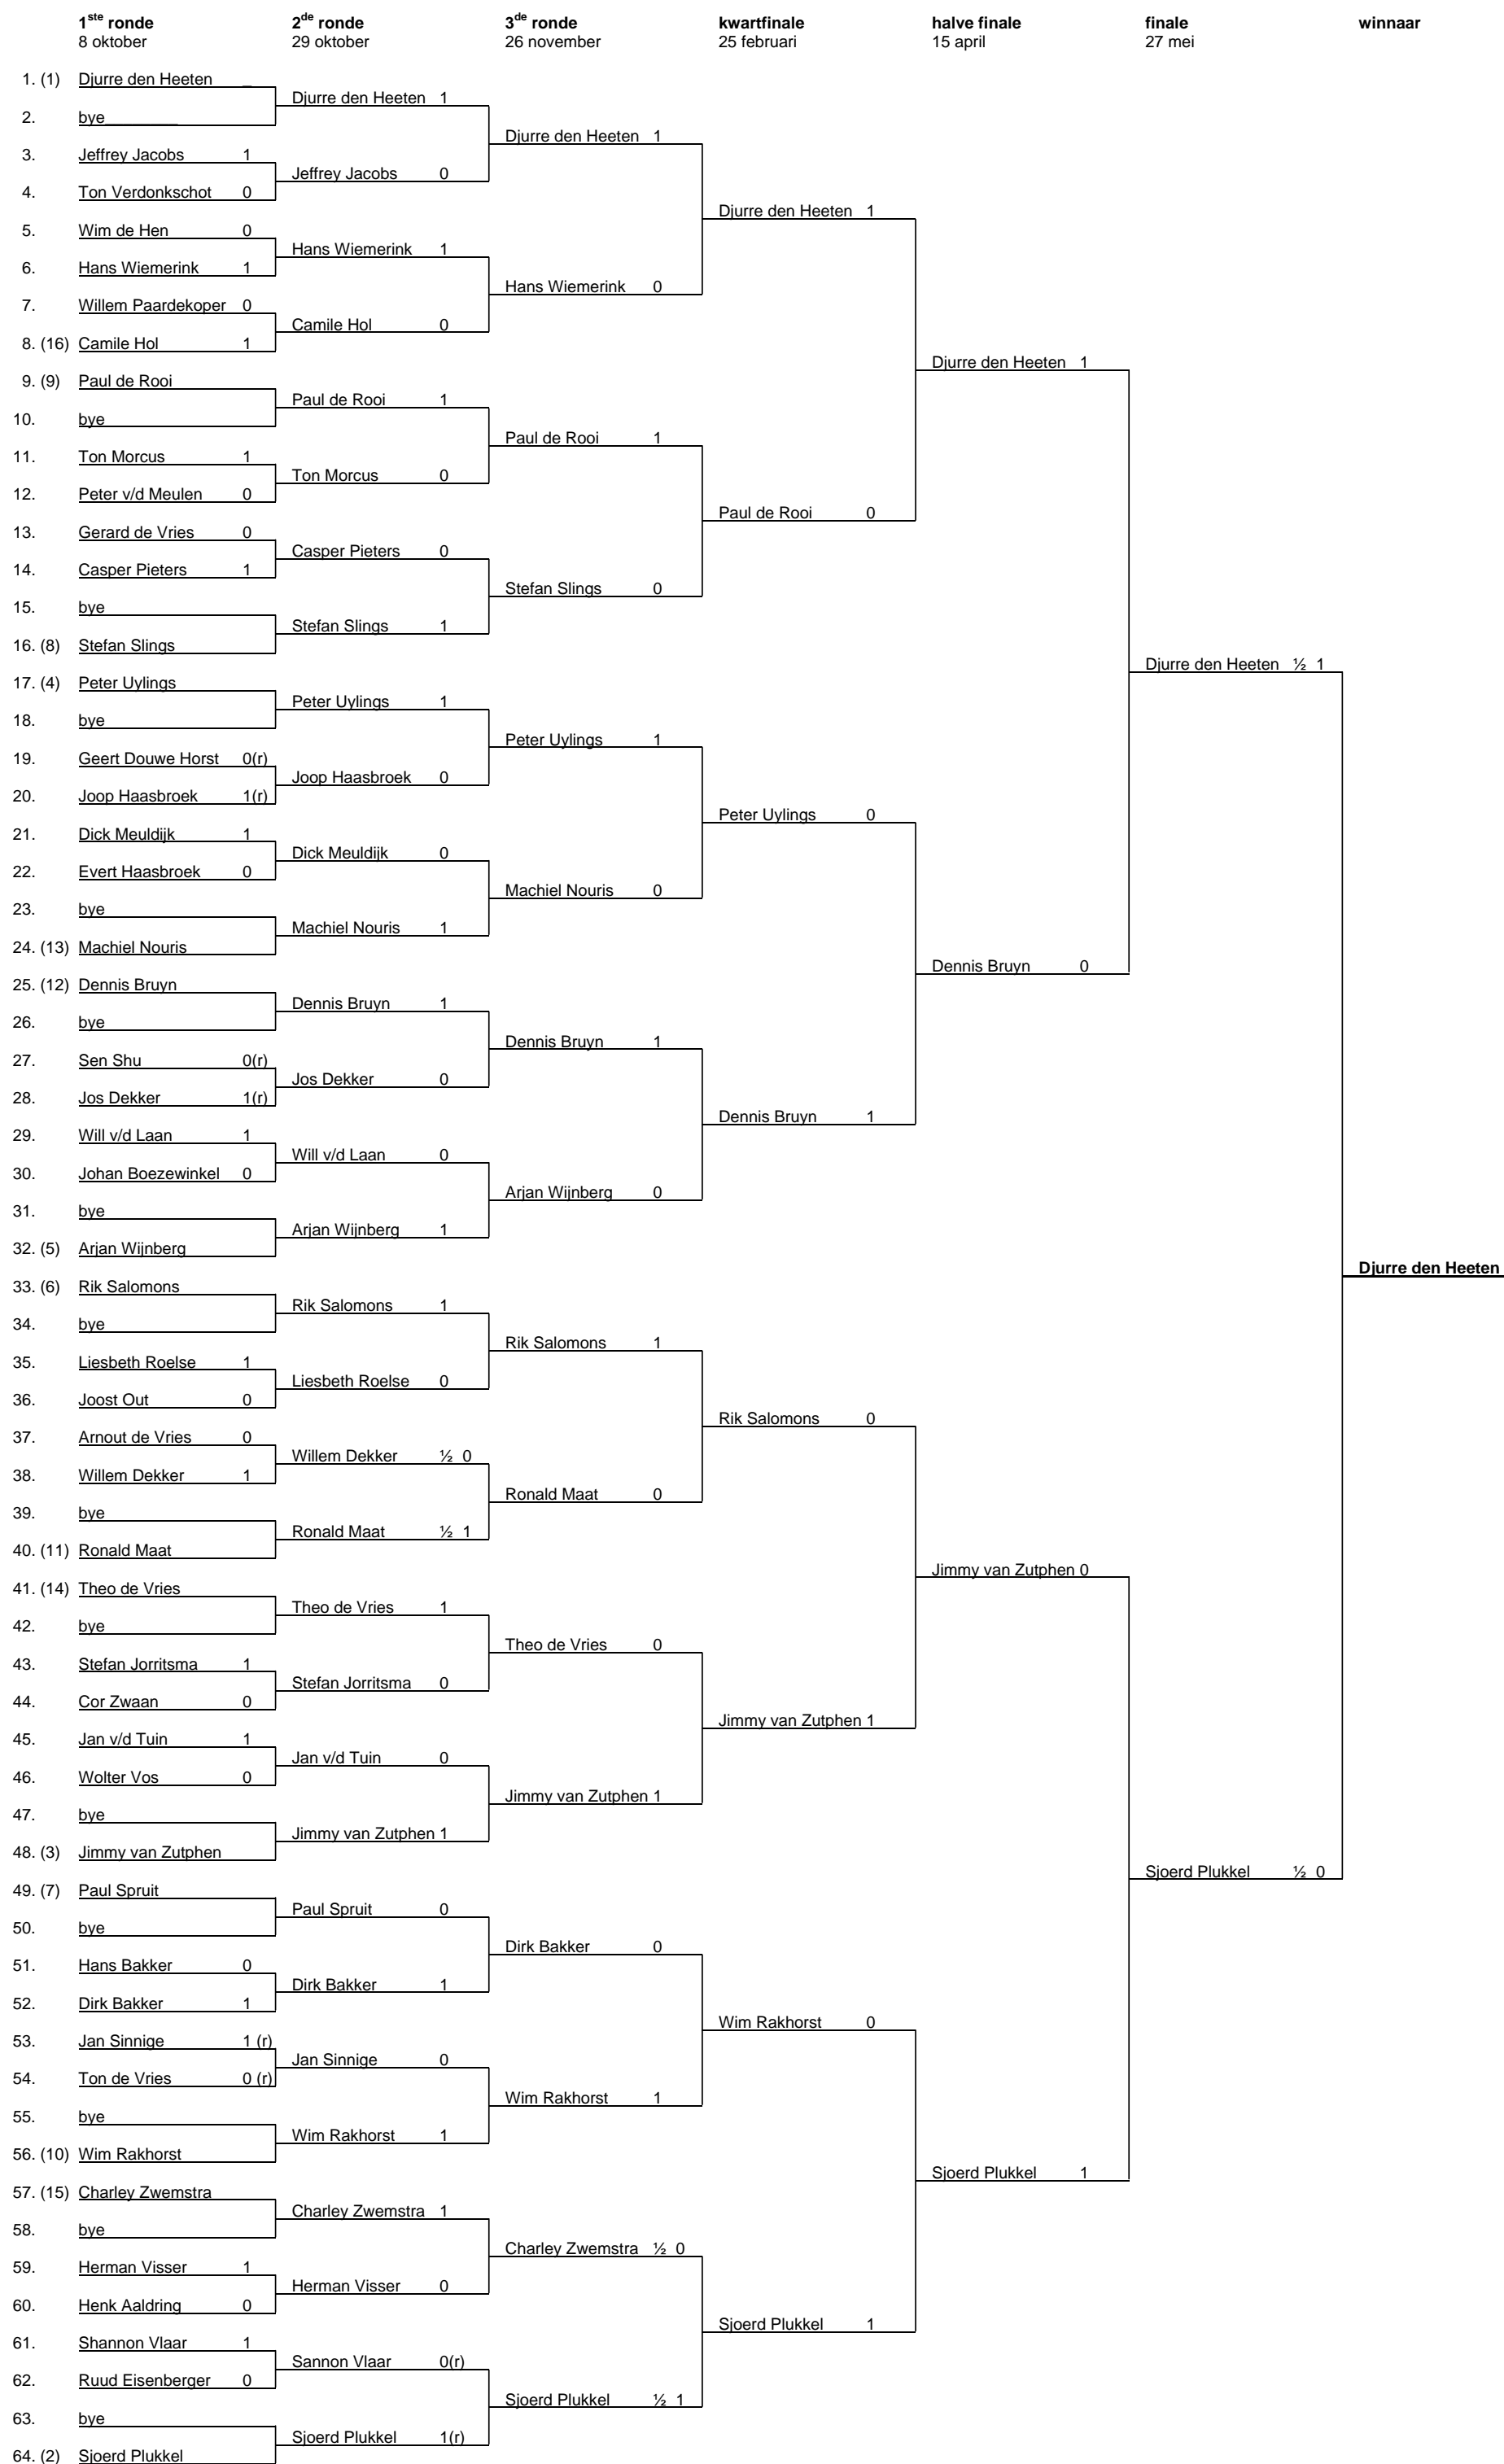 1ste ronde 2de ronde 3de ronde kwartfinale halve finale finale winnaar
8 oktober 29 oktober 26 november 25 februari 15 april 27 mei
1. (1) Djurre den Heeten _
Djurre den Heeten 1
2. bye
Djurre den Heeten 1
3. Jeffrey Jacobs 1
Jeffrey Jacobs 0
4. Ton Verdonkschot 0
Djurre den Heeten 1
5. Wim de Hen 0
Hans Wiemerink 1
6. Hans Wiemerink 1
Hans Wiemerink 0
7. Willem Paardekoper 0
Camile Hol 0
8. (16) Camile Hol 1
Djurre den Heeten 1
9. (9) Paul de Rooi
Paul de Rooi 1
10. bye
Paul de Rooi 1
11. Ton Morcus 1
Ton Morcus 0
12. Peter v/d Meulen 0
Paul de Rooi 0
13. Gerard de Vries 0
Casper Pieters 0
14. Casper Pieters 1
Stefan Slings 0
15. bye
Stefan Slings 1
16. (8) Stefan Slings
Djurre den Heeten ½ 1
17. (4) Peter Uylings
Peter Uylings 1
18. bye
Peter Uylings 1
19. Geert Douwe Horst 0(r)
Joop Haasbroek 0
20. Joop Haasbroek 1(r)
Peter Uylings 0
21. Dick Meuldijk 1
Dick Meuldijk 0
22. Evert Haasbroek 0
Machiel Nouris 0
23. bye
Machiel Nouris 1
24. (13) Machiel Nouris
Dennis Bruyn 0
25. (12) Dennis Bruyn
Dennis Bruyn 1
26. bye
Dennis Bruyn 1
27. Sen Shu 0(r)
Jos Dekker 0
28. Jos Dekker 1(r)
Dennis Bruyn 1
29. Will v/d Laan 1
Will v/d Laan 0
30. Johan Boezewinkel 0
Arjan Wijnberg 0
31. bye
Arjan Wijnberg 1
32. (5) Arjan Wijnberg
Djurre den Heeten
33. (6) Rik Salomons
Rik Salomons 1
34. bye
Rik Salomons 1
35. Liesbeth Roelse 1
Liesbeth Roelse 0
36. Joost Out 0
Rik Salomons 0
37. Arnout de Vries 0
Willem Dekker ½ 0
38. Willem Dekker 1
Ronald Maat 0
39. bye
Ronald Maat ½ 1
40. (11) Ronald Maat
Jimmy van Zutphen 0
41. (14) Theo de Vries
Theo de Vries 1
42. bye
Theo de Vries 0
43. Stefan Jorritsma 1
Stefan Jorritsma 0
44. Cor Zwaan 0
Jimmy van Zutphen 1
45. Jan v/d Tuin 1
Jan v/d Tuin 0
46. Wolter Vos 0
Jimmy van Zutphen 1
47. bye
Jimmy van Zutphen 1
48. (3) Jimmy van Zutphen
Sjoerd Plukkel ½ 0
49. (7) Paul Spruit
Paul Spruit 0
50. bye
Dirk Bakker 0
51. Hans Bakker 0
Dirk Bakker 1
52. Dirk Bakker 1
Wim Rakhorst 0
53. Jan Sinnige 1 (r)
Jan Sinnige 0
54. Ton de Vries 0 (r)
Wim Rakhorst 1
55. bye
Wim Rakhorst 1
56. (10) Wim Rakhorst
Sjoerd Plukkel 1
57. (15) Charley Zwemstra
Charley Zwemstra 1
58. bye
Charley Zwemstra ½ 0
59. Herman Visser 1
Herman Visser 0
60. Henk Aaldring 0
Sjoerd Plukkel 1
61. Shannon Vlaar 1
Sannon Vlaar 0(r)
62. Ruud Eisenberger 0
Sjoerd Plukkel ½ 1
63. bye
Sjoerd Plukkel 1(r)
64. (2) Sjoerd Plukkel